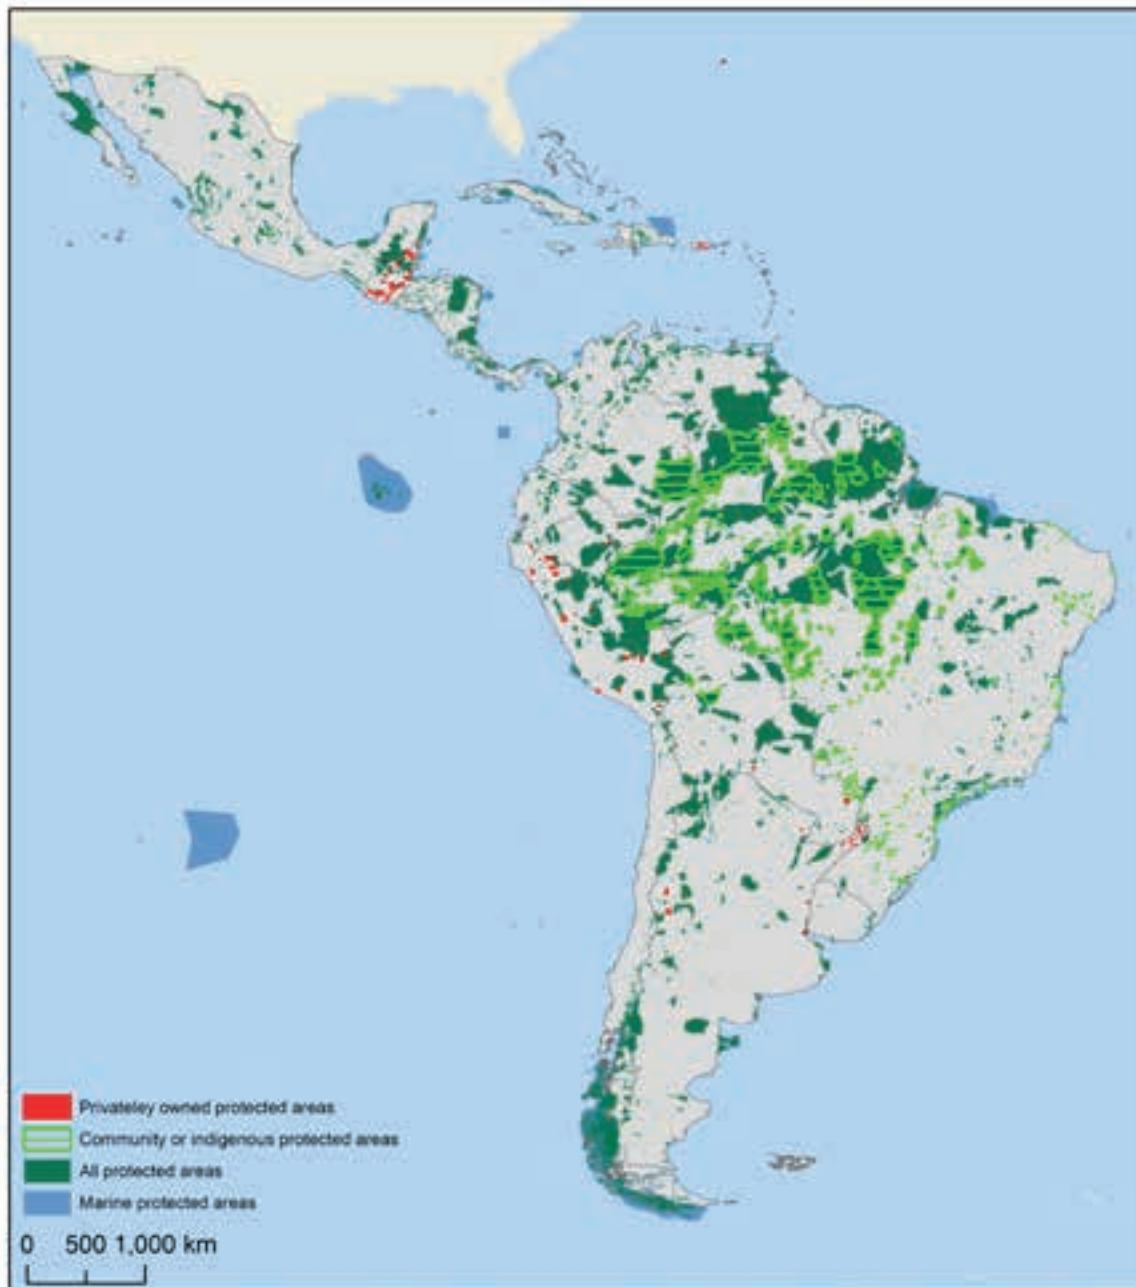 Privateley owned protected areas
Community or indigenous protected areas
All protected areas
Marine protected areas
0 500 1,000 km